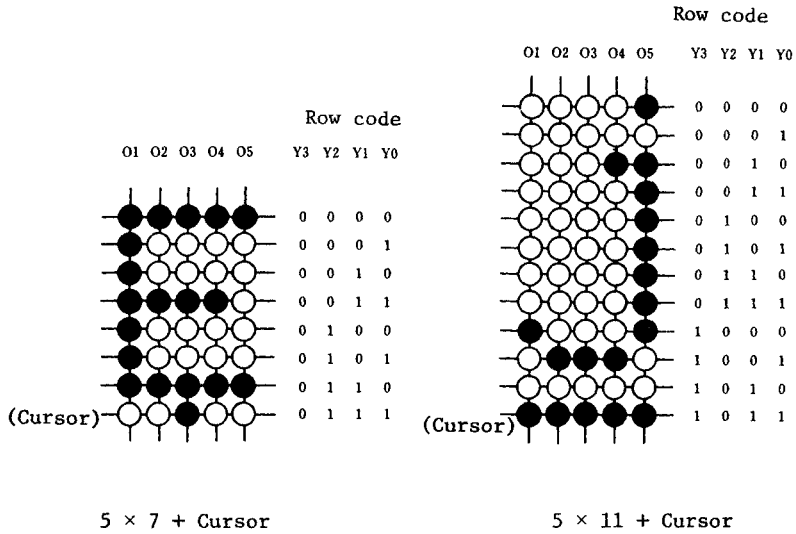 Row code
O1 O2 O3 O4 O5 Y3 Y2 Y1 Y0
0 0 0 0
0 0 0 1
0 0 1 0
0 0 1 1
0 1 0 0
0 1 0 1
0 1 1 0
(Cursor) 0 1 1 1
5 × 7 + Cursor
Row code
O1 O2 O3 O4 O5 Y3 Y2 Y1 Y0
0 0 0 0
0 0 0 1
0 0 1 0
0 0 1 1
0 1 0 0
0 1 0 1
0 1 1 0
0 1 1 1
1 0 0 0
1 0 0 1
1 0 1 0
(Cursor) 1 0 1 1
5 × 11 + Cursor